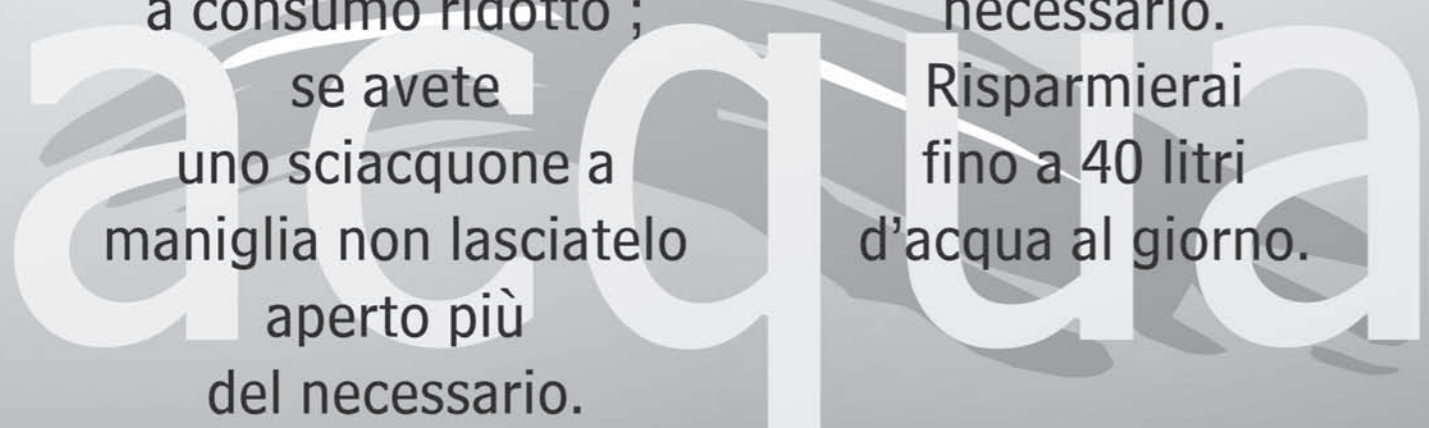 a consumo ridotto ;
se avete
uno sciacquone a
maniglia non lasciatelo
aperto più
del necessario.
necessario.
Risparmierai
fino a 40 litri
d’acqua al giorno.
acqua